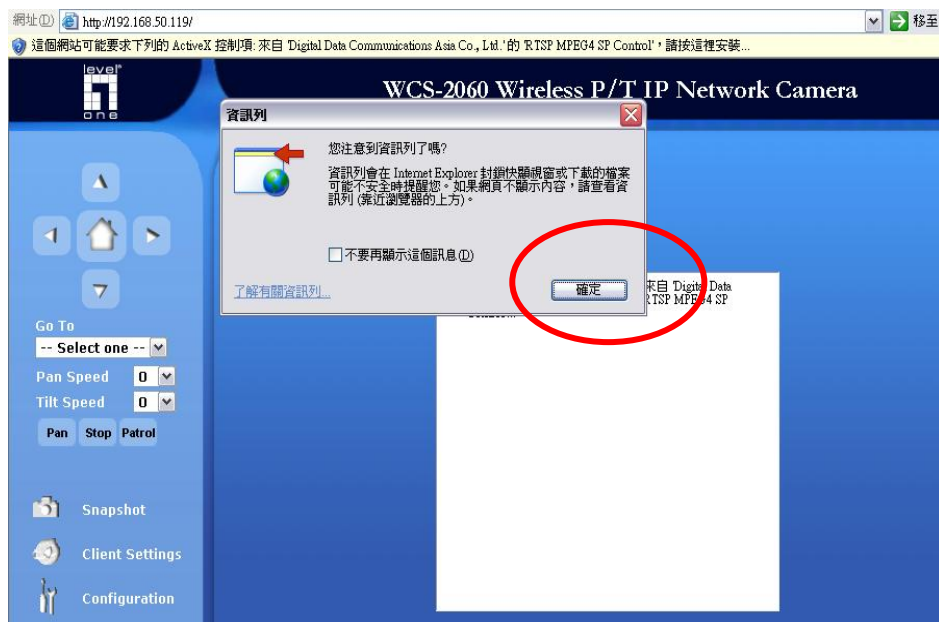 網址(D) http://192.168.50.119/ 移至
這個網站可能要求下列的 ActiveX 控制項: 來自 'Digital Data Communications Asia Co., Ltd.' 的 'RTSP MPEG4 SP Control'，請按這裡安裝...
level
one
WCS-2060 Wireless P/T IP Network Camera
資訊列
您注意到資訊列了嗎?
資訊列會在 Internet Explorer 封鎖快顯視窗或下載的檔案
可能不安全時提醒您。如果網頁不顯示內容，請查看資
訊列 (靠近瀏覽器的上方)。
不要再顯示這個訊息(D)
了解有關資訊列...
確定
來自 'Digital Data
RTSP MPEG4 SP
Go To
-- Select one --
Pan Speed 0
Tilt Speed 0
Pan Stop Patrol
Snapshot
Client Settings
Configuration